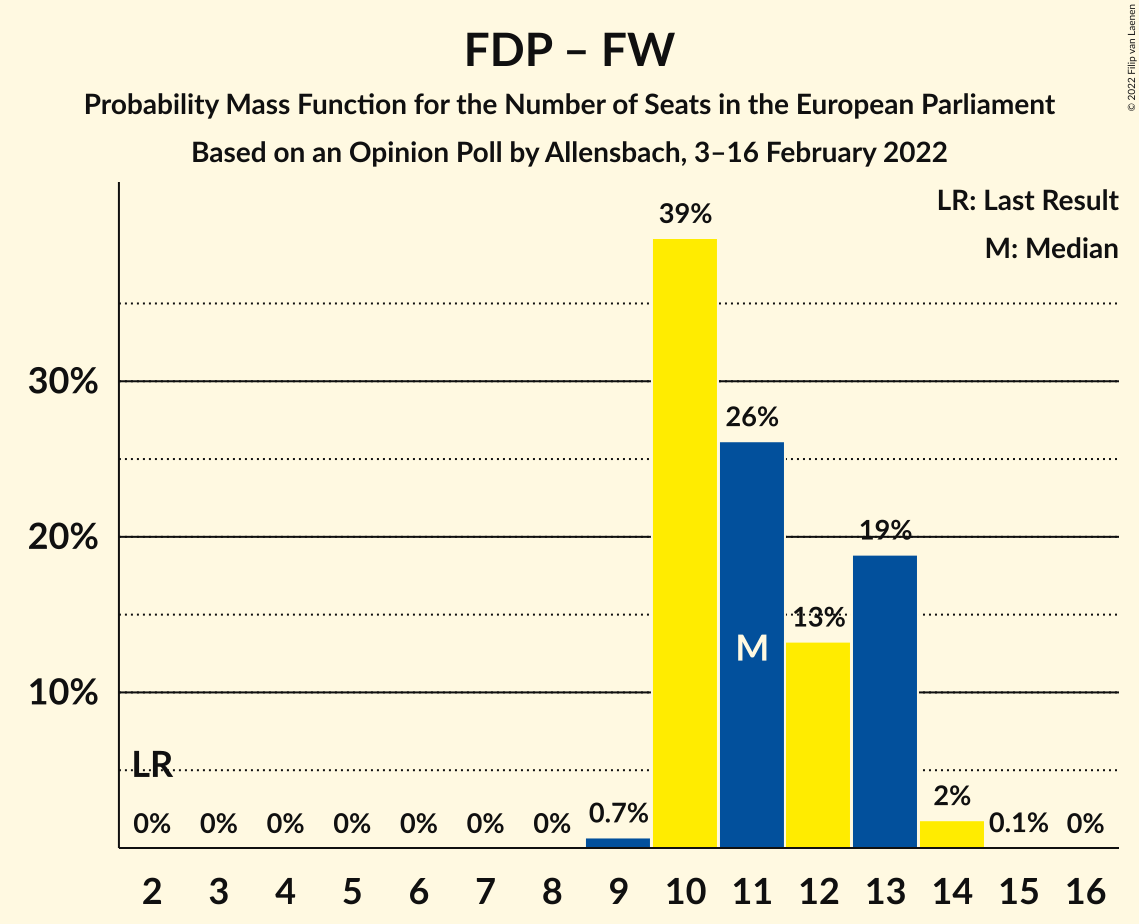 FDP – FW
Probability Mass Function for the Number of Seats in the European Parliament
Based on an Opinion Poll by Allensbach, 3–16 February 2022
© 2022 Filip van Laenen
LR: Last Result
M: Median
39%
30%
26%
20%
19%
13%
M
10%
LR
0% 0% 0% 0% 0% 0% 0% 0.7% 2% 0.1% 0%
2 3 4 5 6 7 8 9 10 11 12 13 14 15 16